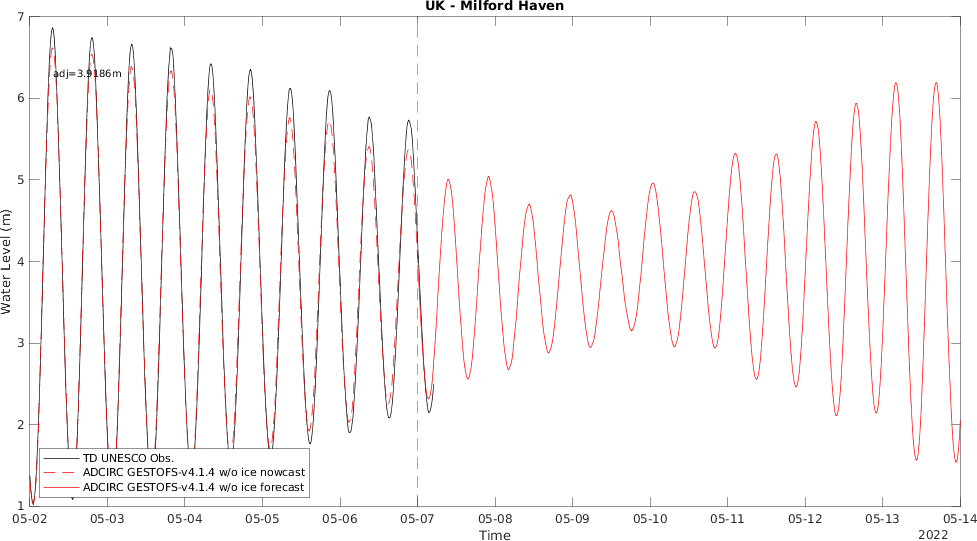 UK - Milford Haven
7
adj=3.9186m
6
5
4
Water Level (m)
3
2
TD UNESCO Obs.
ADCIRC GESTOFS-v4.1.4 w/o ice nowcast
ADCIRC GESTOFS-v4.1.4 w/o ice forecast
1
05-02 05-03 05-04 05-05 05-06 05-07 05-08 05-09 05-10 05-11 05-12 05-13 05-14
Time
2022